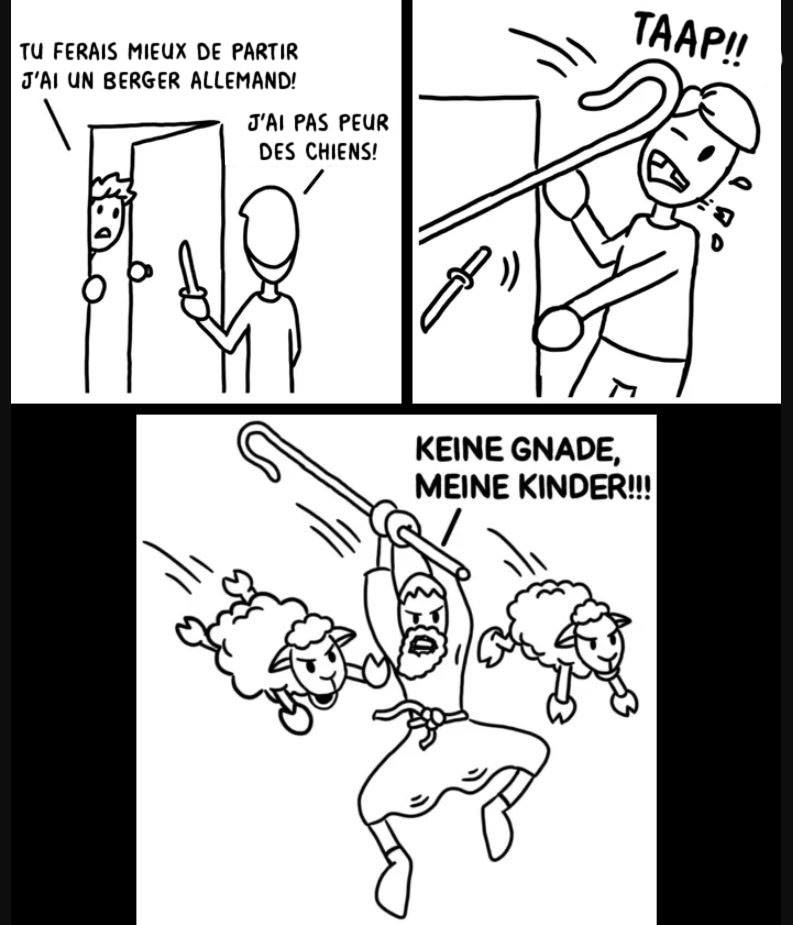 TU FERAIS MIEUX DE PARTIR
J'AI UN BERGER ALLEMAND!
J'AI PAS PEUR
DES CHIENS!
TAAP!!
KEINE GNADE,
MEINE KINDER!!!